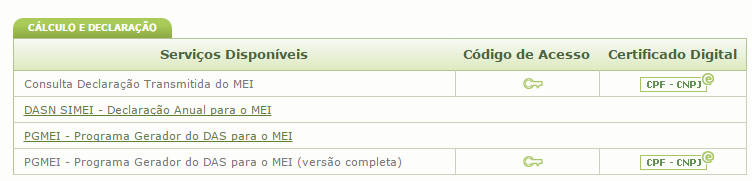 CÁLCULO E DECLARAÇÃO
Serviços Disponíveis Código de Acesso Certificado Digital
Consulta Declaração Transmitida do MEI CPF - CNPJ e
DASN SIMEI - Declaração Anual para o MEI
PGMEI - Programa Gerador do DAS para o MEI
PGMEI - Programa Gerador do DAS para o MEI (versão completa) CPF - CNPJ e